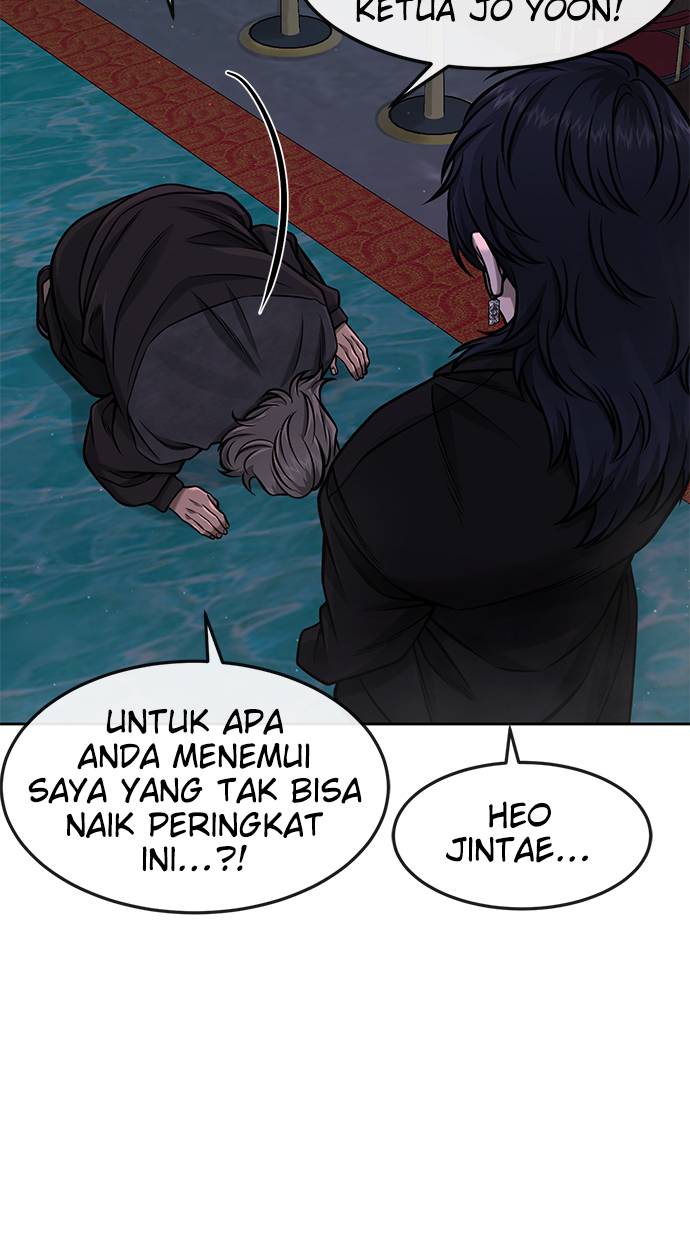 KETUA JO YOON!
UNTUK APA
ANDA MENEMUI
SAYA YANG TAK BISA
NAIK PERINGKAT
INI...?!
HEO
JINTAE...